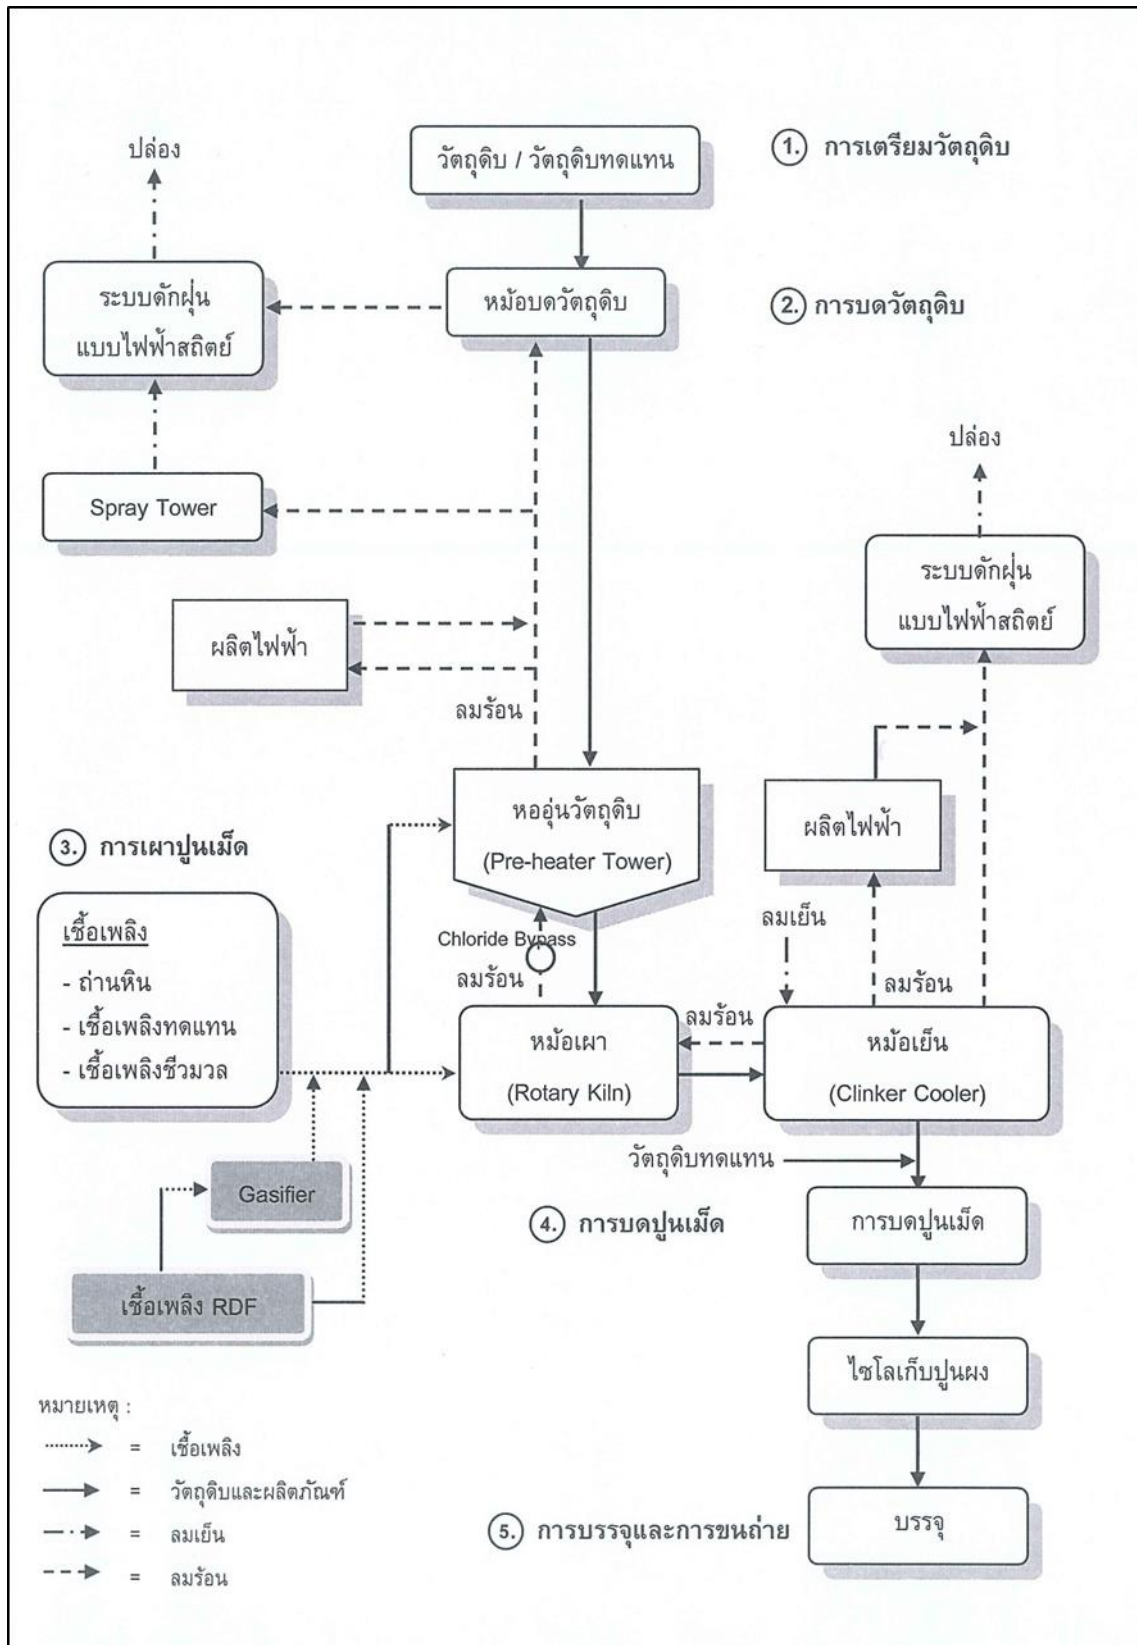 ปล่อง
วัตถุดิบ / วัตถุดิบทดแทน
1. การเตรียมวัตถุดิบ
ระบบดักฝุ่น
แบบไฟฟ้าสถิตย์
หม้อบดวัตถุดิบ
2. การบดวัตถุดิบ
Spray Tower
ปล่อง
ระบบดักฝุ่น
แบบไฟฟ้าสถิตย์
ผลิตไฟฟ้า
ลมร้อน
หออุ่นวัตถุดิบ
(Pre-heater Tower)
ผลิตไฟฟ้า
3. การเผาปูนเม็ด
เชื้อเพลิง
- ถ่านหิน
- เชื้อเพลิงทดแทน
- เชื้อเพลิงชีวมวล
Chloride Bypass
ลมร้อน
ลมเย็น
ลมร้อน
ลมร้อน
หม้อเผา
(Rotary Kiln)
หม้อเย็น
(Clinker Cooler)
วัตถุดิบทดแทน
Gasifier
4. การบดปูนเม็ด
การบดปูนเม็ด
เชื้อเพลิง RDF
ไซโลเก็บปูนผง
หมายเหตุ :
= เชื้อเพลิง
= วัตถุดิบและผลิตภัณฑ์
= ลมเย็น
= ลมร้อน
5. การบรรจุและการขนถ่าย
บรรจุ